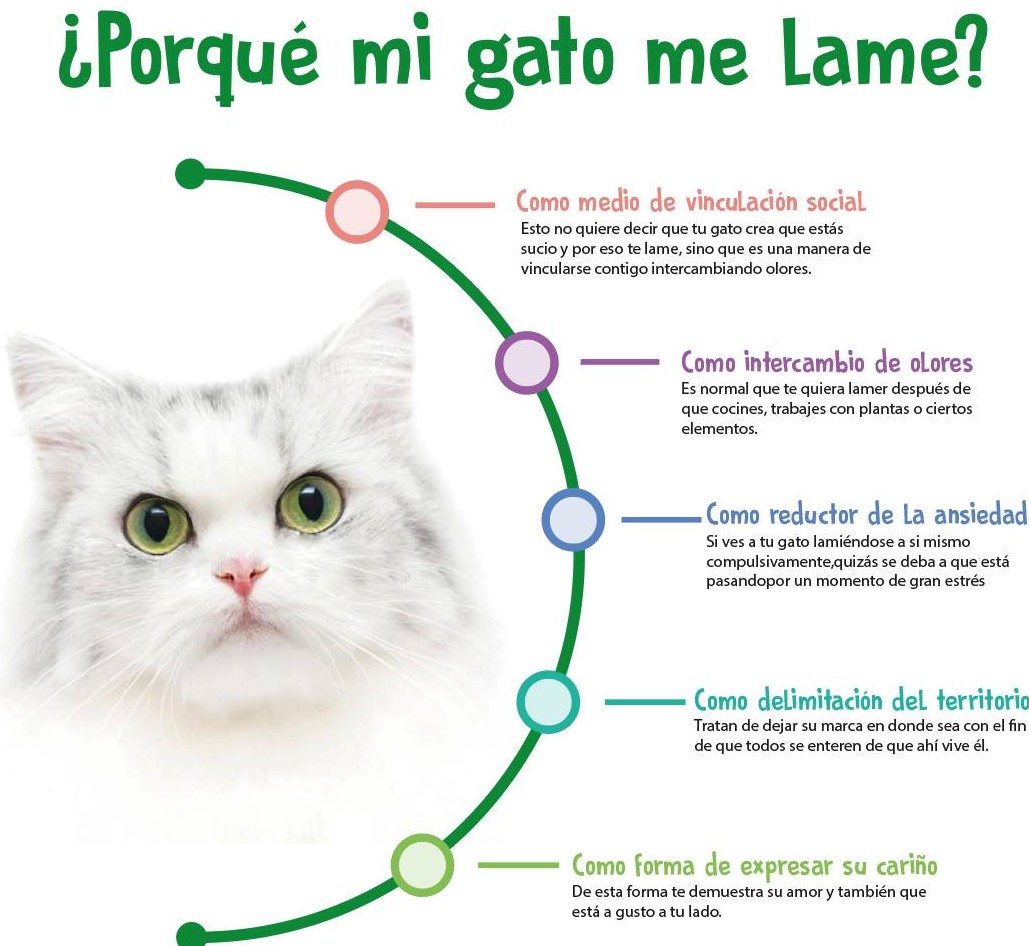 ¿Porqué mi gato me Lame?
Como medio de vinculación social
Esto no quiere decir que tu gato crea que estás
sucio y por eso te lame, sino que es una manera de
vincularse contigo intercambiando olores.
Como intercambio de olores
Es normal que te quiera lamer después de
que cocines, trabajes con plantas o ciertos
elementos.
Como reductor de la ansiedad
Si ves a tu gato lamiéndose a si mismo
compulsivamente,quizás se deba a que está
pasandopor un momento de gran estrés
Como delimitación del territorio
Tratan de dejar su marca en donde sea con el fin
de que todos se enteren de que ahí vive él.
Como forma de expresar su cariño
De esta forma te demuestra su amor y también que
está a gusto a tu lado.